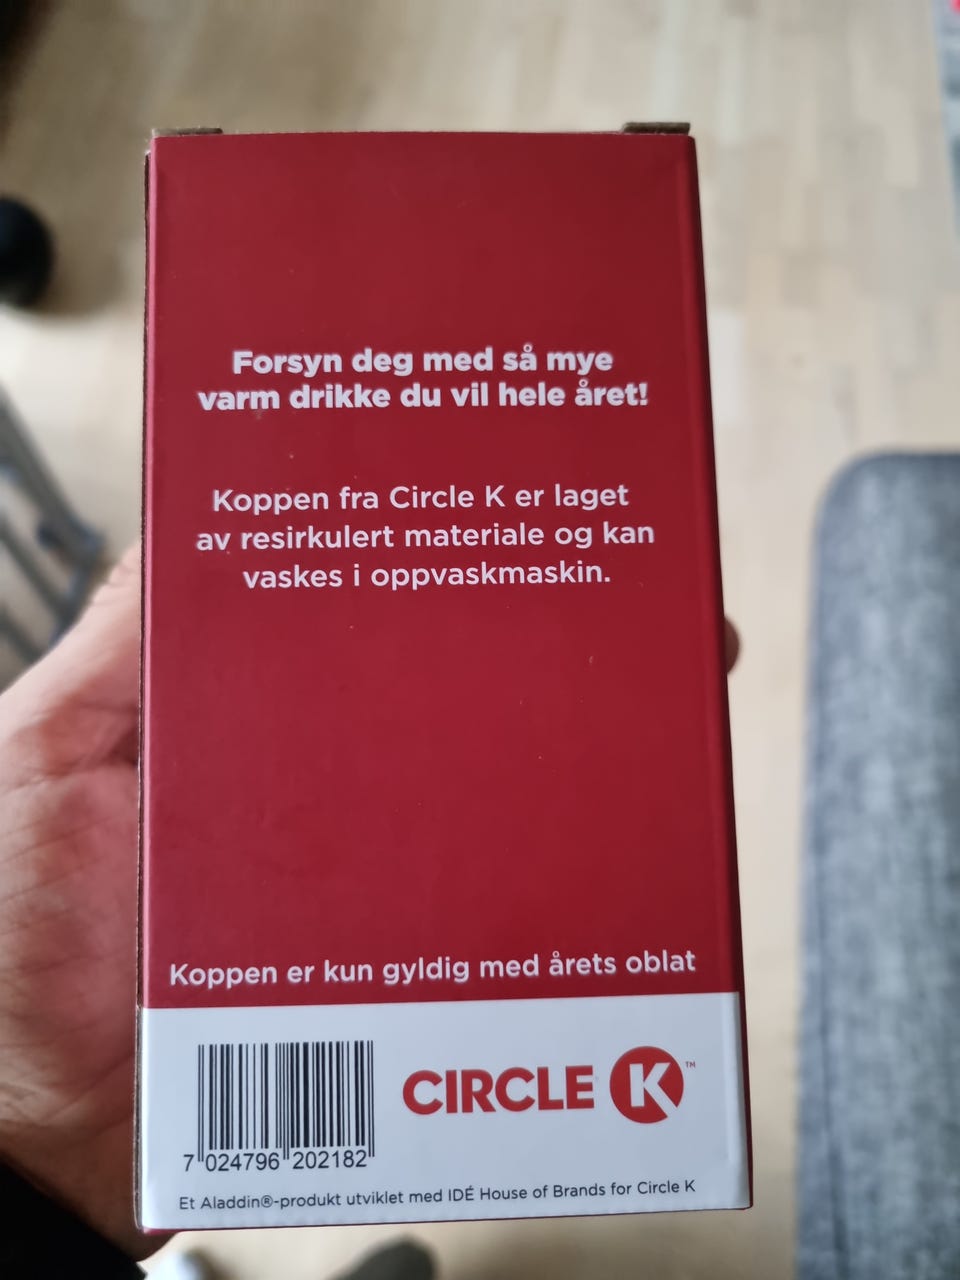 Forsyn deg med så mye
varm drikke du vil hele året!
Koppen fra Circle K er laget
av resirkulert materiale og kan
vaskes i oppvaskmaskin.
Koppen er kun gyldig med årets oblat
CIRCLE K™
7 024796 202182
Et Aladdin®-produkt utviklet med IDÉ House of Brands for Circle K